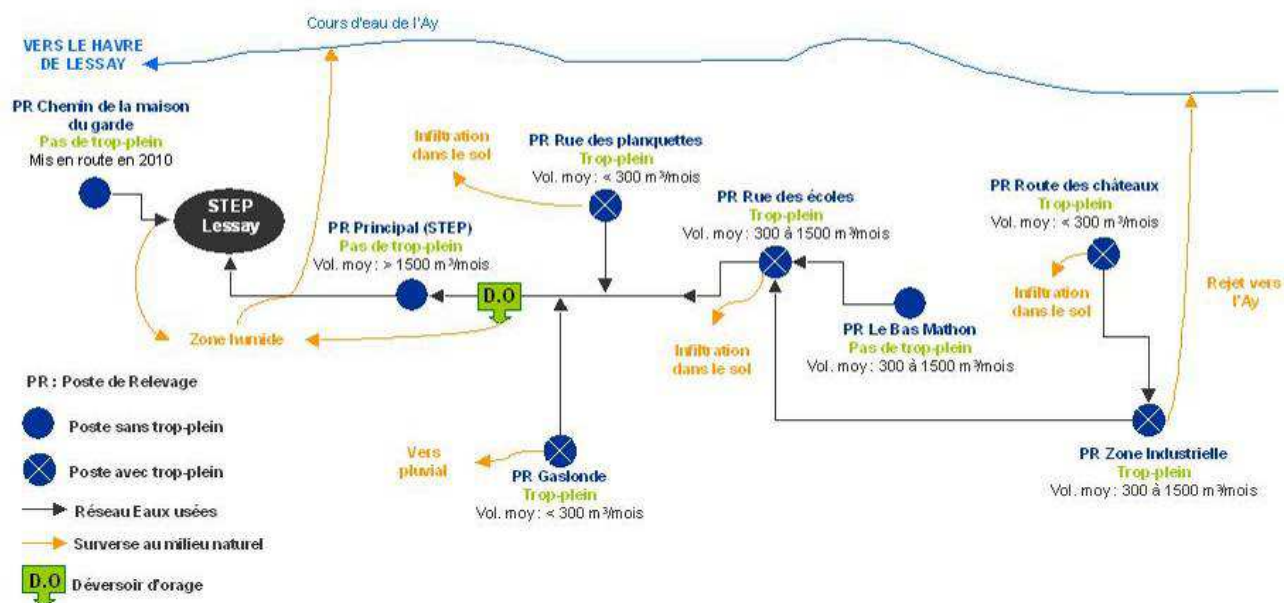 Cours d'eau de l'Ay
VERS LE HAVRE
DE LESSAY
PR Chemin de la maison
du garde
Pas de trop-plein
Mis en route en 2010
STEP
Lessay
PR Principal (STEP)
Pas de trop-plein
Vol. moy : > 1500 m³/mois
Infiltration
dans le sol
PR Rue des planquettes
Trop-plein
Vol. moy : < 300 m³/mois
PR Rue des écoles
Trop-plein
Vol. moy : 300 à 1500 m³/mois
PR Route des châteaux
Trop-plein
Vol. moy : < 300 m³/mois
Infiltration
dans le sol
Rejet vers
l'Ay
D.O
Zone humide
Infiltration
dans le sol
PR Le Bas Mathon
Pas de trop-plein
Vol. moy : 300 à 1500 m³/mois
Vers
pluvial
PR Gaslonde
Trop-plein
Vol. moy : < 300 m³/mois
PR Zone Industrielle
Trop-plein
Vol. moy : 300 à 1500 m³/mois
PR : Poste de Relevage
Poste sans trop-plein
Poste avec trop-plein
Réseau Eaux usées
Surverse au milieu naturel
D.O Déversoir d'orage